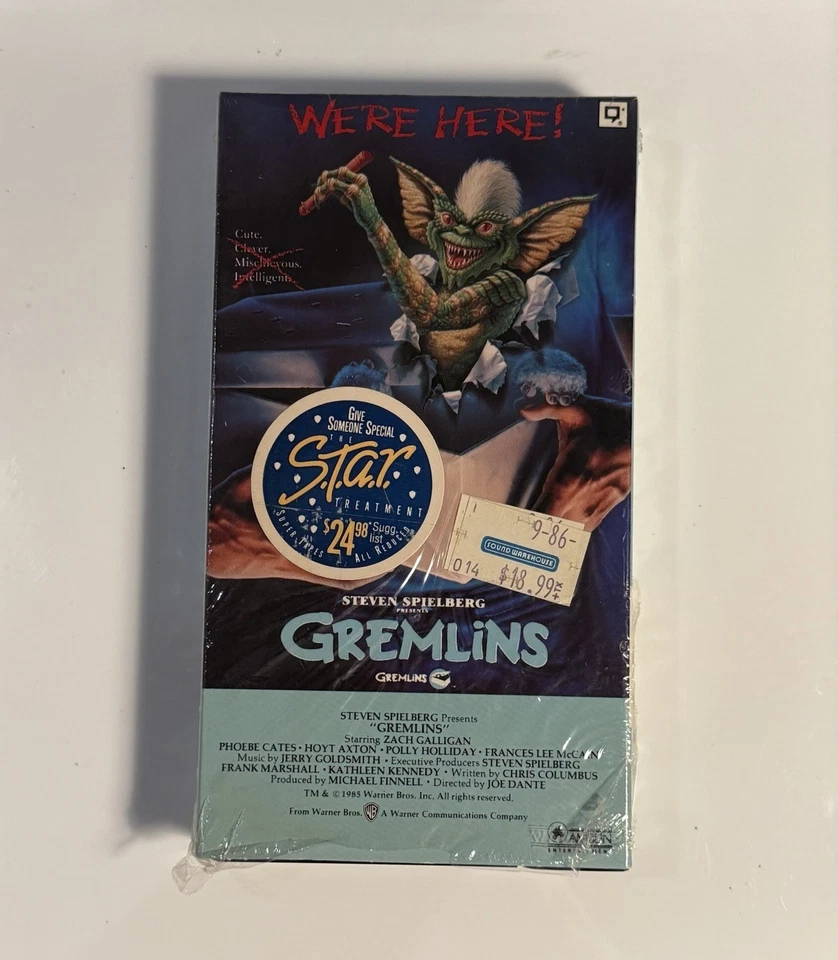 WE'RE HERE!
Cute.
Clever.
Mischievous.
Intelligent.
GIVE
SOMEONE SPECIAL
THE
S.t.a.r.
TREATMENT
$24.98 *Sugg.
list
SUPER TAPES ALL REDUCED
9-86-
SOUND WAREHOUSE
014 $18.99
STEVEN SPIELBERG
PRESENTS
GREMLiNS
GREMLiNS
STEVEN SPIELBERG Presents
"GREMLINS"
Starring ZACH GALLIGAN
PHOEBE CATES • HOYT AXTON • POLLY HOLLIDAY • FRANCES LEE McCAIN
Music by JERRY GOLDSMITH • Executive Producers STEVEN SPIELBERG
FRANK MARSHALL • KATHLEEN KENNEDY • Written by CHRIS COLUMBUS
Produced by MICHAEL FINNELL • Directed by JOE DANTE
TM & © 1985 Warner Bros. Inc. All rights reserved.
From Warner Bros. WB A Warner Communications Company
ENTERTAINMENT